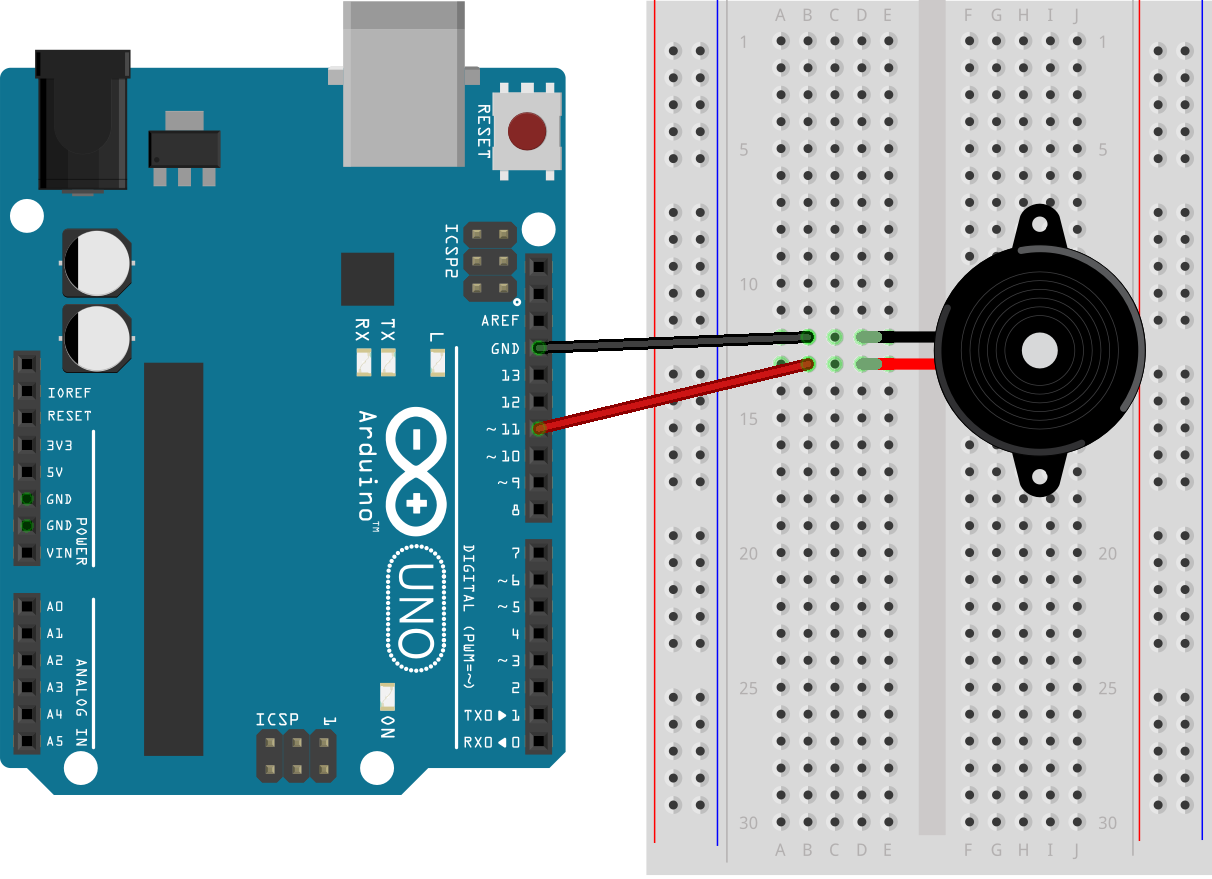 A B C D E F G H I J
1 1
5 5
10
15
20 20
25 25
30 30
A B C D E F G H I J
RESET
ICSP2
AREF
GND
13
12
~11
~10
~9
8
7
~6
~5
4
~3
2
TX0▶1
RX0◀0
RX
TX
L
Arduino™
UNO
DIGITAL (PWM=~)
IOREF
RESET
3V3
5V
GND
GND
VIN
POWER
A0
A1
A2
A3
A4
A5
ANALOG IN
ICSP
1
ON